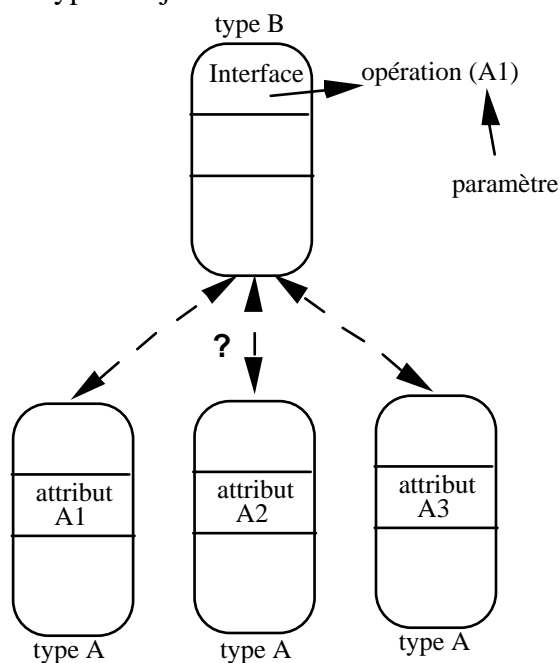 type B
Interface
opération (A1)
paramètre
?
attribut
A1
attribut
A2
attribut
A3
type A
type A
type A